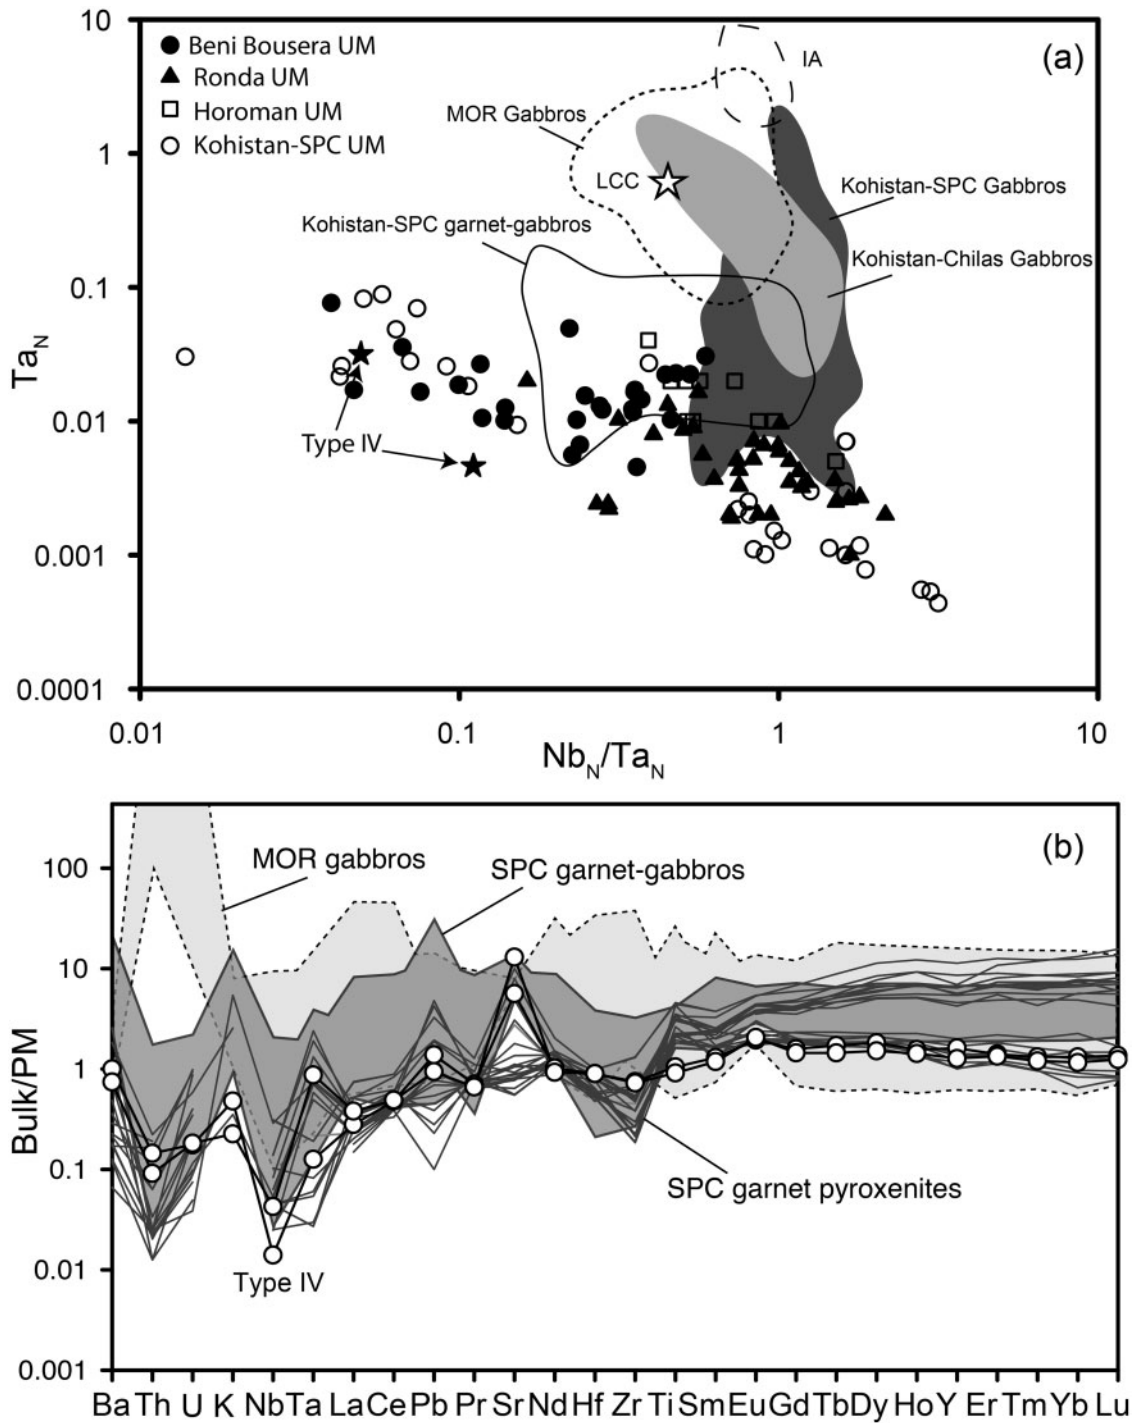 (a)
10
1
0.1
0.01
0.001
0.0001
Ta_N
Beni Bousera UM
Ronda UM
Horoman UM
Kohistan-SPC UM
IA
MOR Gabbros
LCC
Kohistan-SPC Gabbros
Kohistan-SPC garnet-gabbros
Kohistan-Chilas Gabbros
Type IV
0.01
0.1
1
10
Nb_N/Ta_N
(b)
100
10
1
0.1
0.01
0.001
Bulk/PM
MOR gabbros
SPC garnet-gabbros
SPC garnet pyroxenites
Type IV
Ba Th U K Nb Ta La Ce Pb Pr Sr Nd Hf Zr Ti Sm Eu Gd Tb Dy Ho Y Er Tm Yb Lu